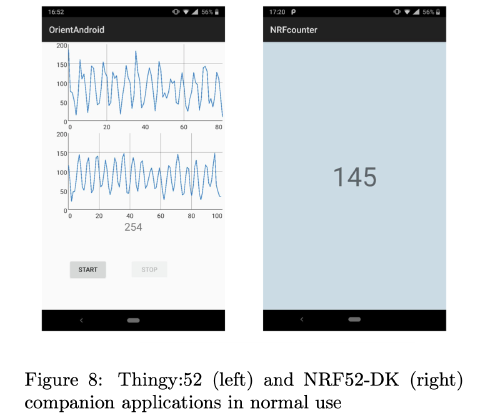 16:52
56%
OrientAndroid
200
150
100
50
0
0 20 40 60 80
200
150
100
50
0
0 20 40 60 80 100
254
START STOP
17:20 P
56%
NRFcounter
145
Figure 8: Thingy:52 (left) and NRF52-DK (right)
companion applications in normal use